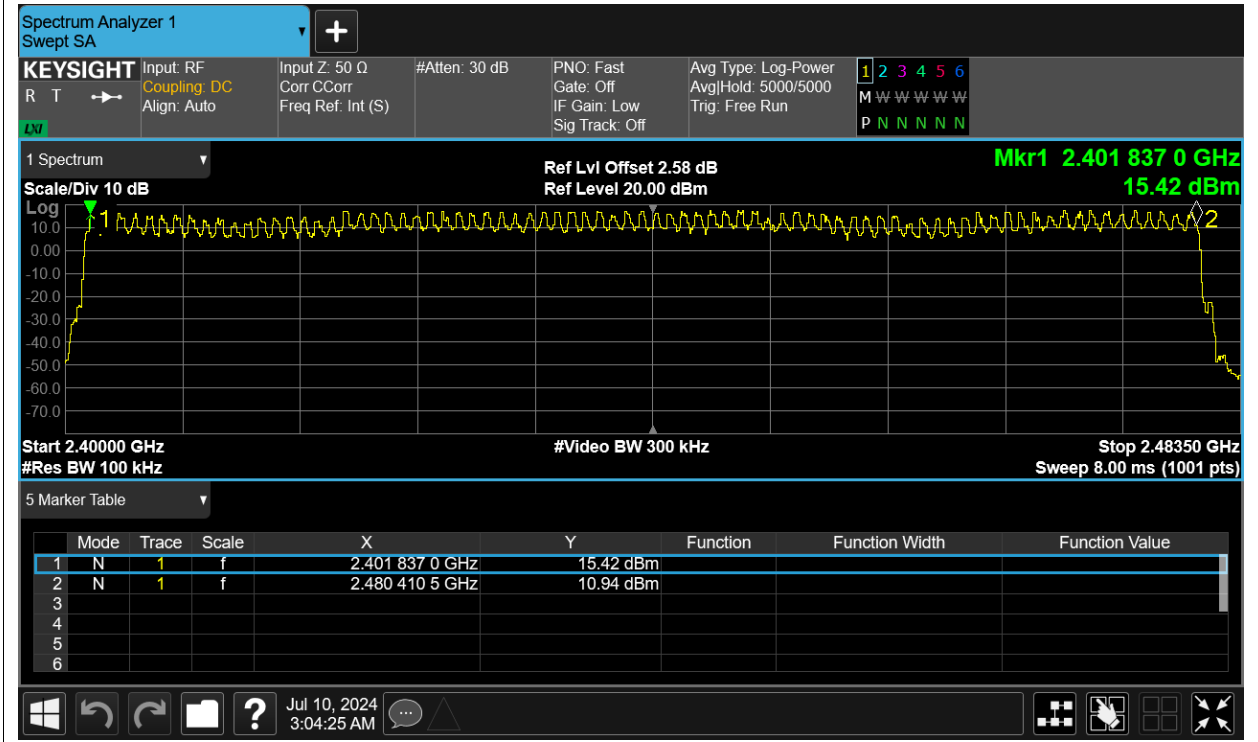 Spectrum Analyzer 1
Swept SA
KEYSIGHT Input: RF Input Z: 50 Ω #Atten: 30 dB PNO: Fast Avg Type: Log-Power 1 2 3 4 5 6
R T Coupling: DC Corr CCorr Gate: Off Avg|Hold: 5000/5000 M W W W W W
Align: Auto Freq Ref: Int (S) IF Gain: Low Trig: Free Run
LXI Sig Track: Off P N N N N N N
1 Spectrum Ref Lvl Offset 2.58 dB Mkr1 2.401 837 0 GHz
Scale/Div 10 dB Ref Level 20.00 dBm 15.42 dBm
Log
1 2
10.0
0.00
-10.0
-20.0
-30.0
-40.0
-50.0
-60.0
-70.0
Start 2.40000 GHz #Video BW 300 kHz Stop 2.48350 GHz
#Res BW 100 kHz Sweep 8.00 ms (1001 pts)
5 Marker Table
Mode Trace Scale X Y Function Function Width Function Value
1 N 1 f 2.401 837 0 GHz 15.42 dBm
2 N 1 f 2.480 410 5 GHz 10.94 dBm
3
4
5
6
? Jul 10, 2024
3:04:25 AM